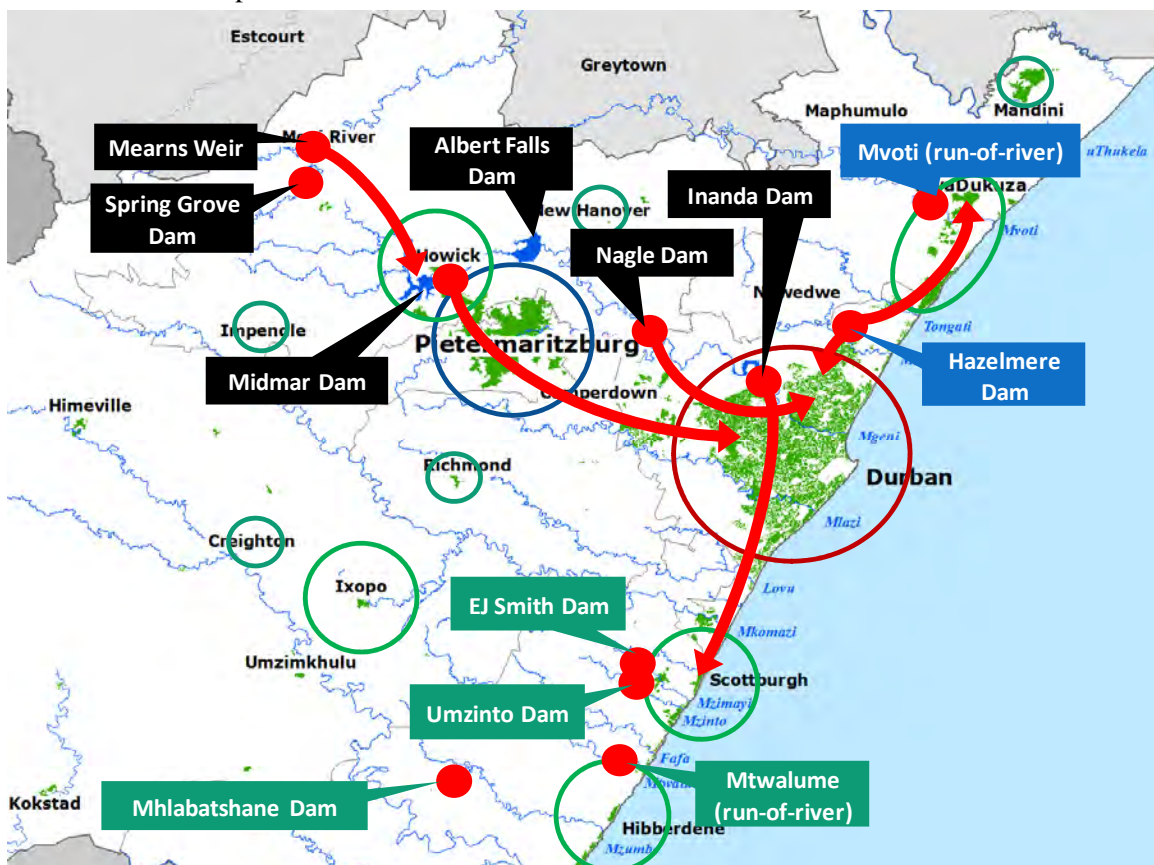 Estcourt
Greytown
Maphumulo
Mandini
Mearns Weir
River
Albert Falls
Dam
Mvoti (run-of-river)
uThukela
Spring Grove
Dam
New Hanover
Inanda Dam
waDukuza
Mvoti
Howick
Nagle Dam
Impendle
Pietermaritzburg
Tongati
Midmar Dam
Hazelmere
Dam
Himeville
Camperdown
Mgeni
Richmond
Durban
Mlazi
Creighton
Ixopo
Lovu
EJ Smith Dam
Mkomazi
Umzimkhulu
Scottburgh
Umzinto Dam
Mzimayi
Mzinto
Fafa
Kokstad
Mhlabatshane Dam
Mtwalume
(run-of-river)
Hibberdene
Mzumb